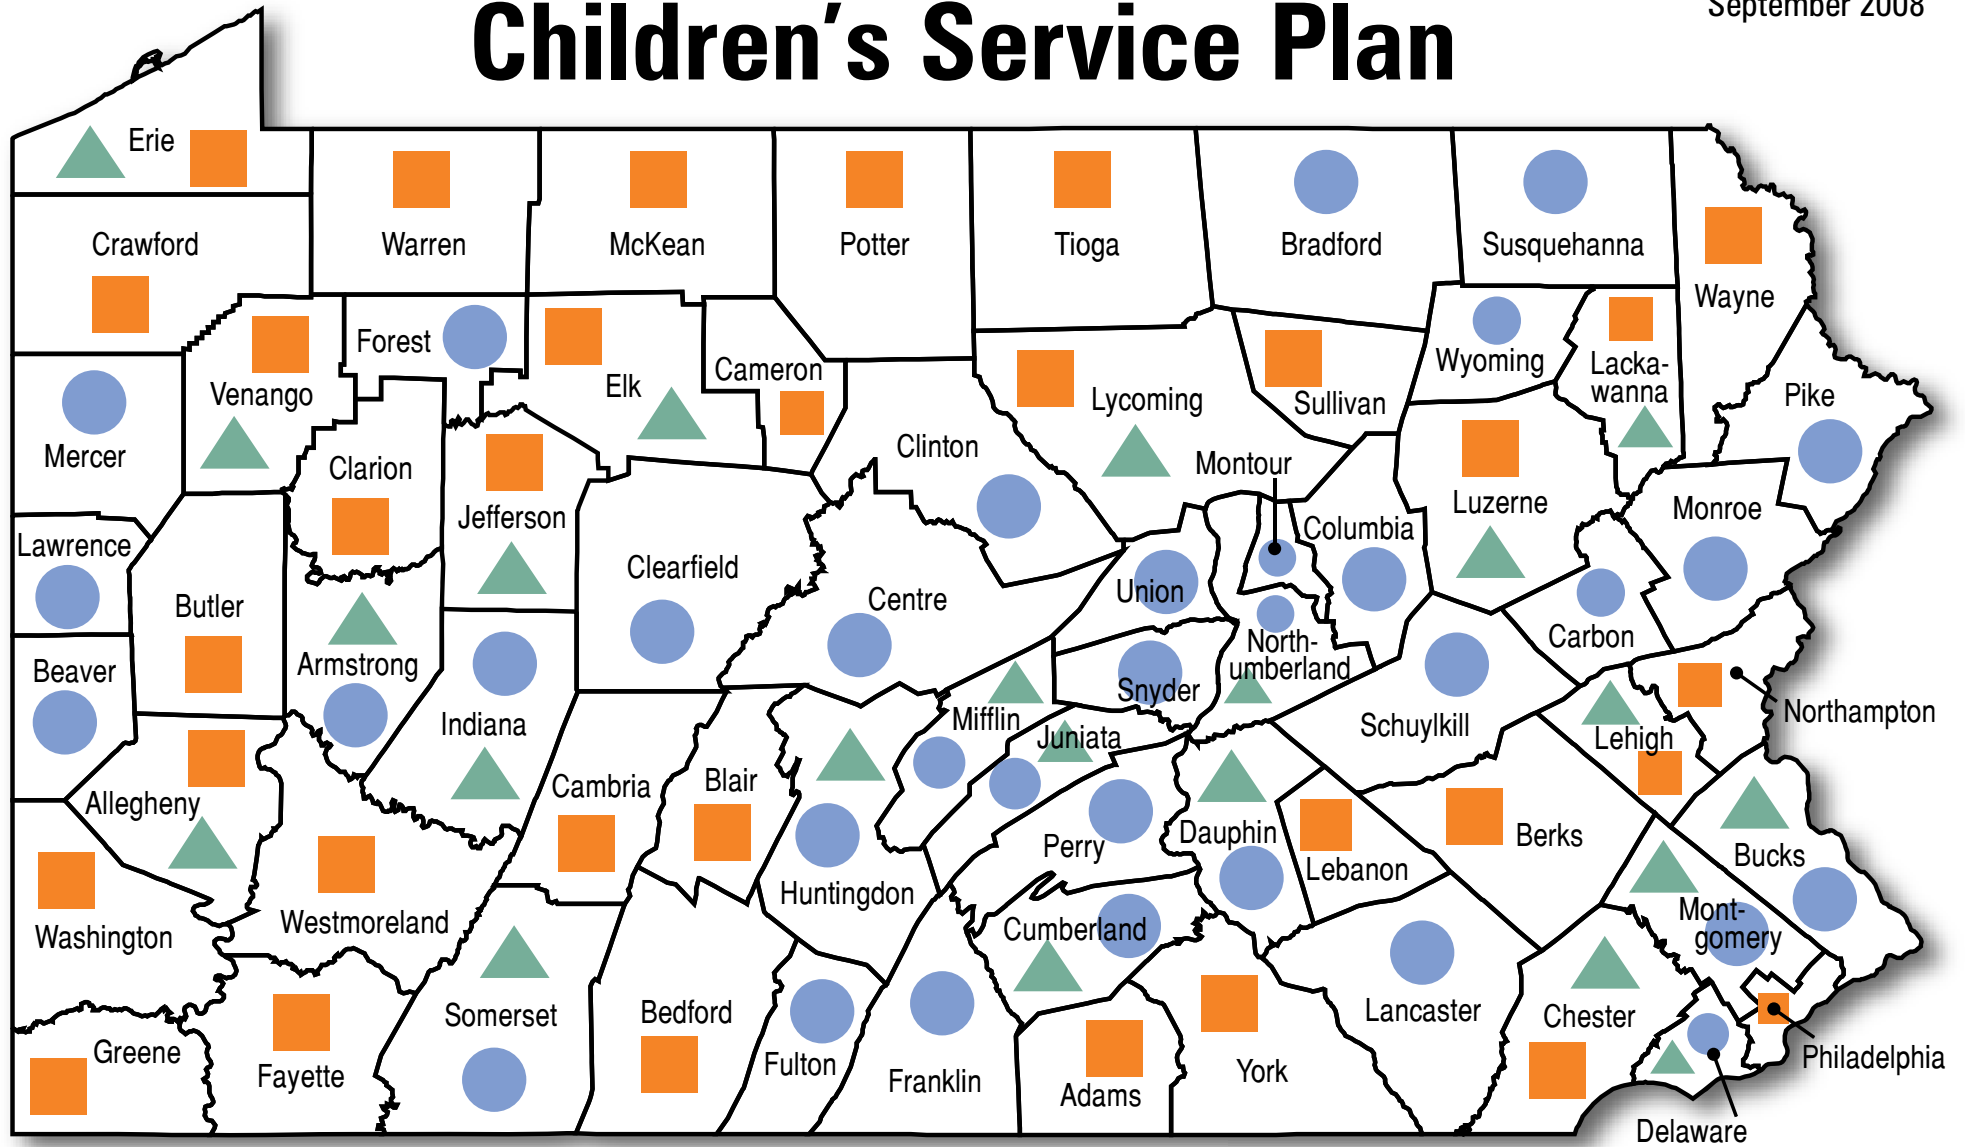 Children's Service Plan
September 2008
Erie
Crawford
Warren
McKean
Potter
Tioga
Bradford
Susquehanna
Wayne
Forest
Venango
Elk
Cameron
Lycoming
Sullivan
Wyoming
Lacka-
wanna
Pike
Mercer
Clarion
Jefferson
Clinton
Montour
Columbia
Luzerne
Monroe
Lawrence
Butler
Armstrong
Clearfield
Centre
Union
North-
umberland
Carbon
Beaver
Indiana
Mifflin
Snyder
Juniata
Schuylkill
Lehigh
Northampton
Allegheny
Cambria
Blair
Huntingdon
Perry
Dauphin
Lebanon
Berks
Bucks
Washington
Westmoreland
Cumberland
Mont-
gomery
Greene
Fayette
Somerset
Bedford
Fulton
Franklin
Adams
York
Lancaster
Chester
Philadelphia
Delaware